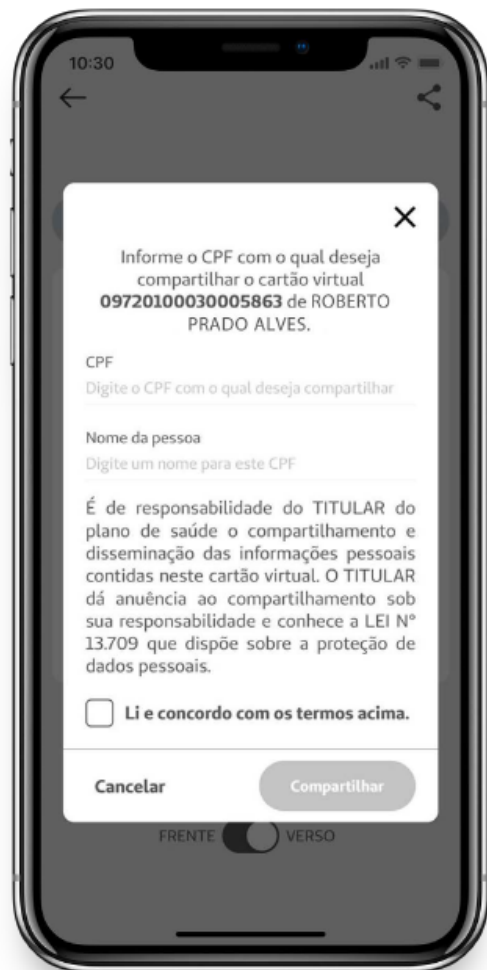 10:30
Informe o CPF com o qual deseja
compartilhar o cartão virtual
09720100030005863 de ROBERTO
PRADO ALVES.
CPF
Digite o CPF com o qual deseja compartilhar
Nome da pessoa
Digite um nome para este CPF
É de responsabilidade do TITULAR do
plano de saúde o compartilhamento e
disseminação das informações pessoais
contidas neste cartão virtual. O TITULAR
dá anuência ao compartilhamento sob
sua responsabilidade e conhece a LEI N°
13.709 que dispõe sobre a proteção de
dados pessoais.
Li e concordo com os termos acima.
Cancelar Compartilhar
FRENTE VERSO